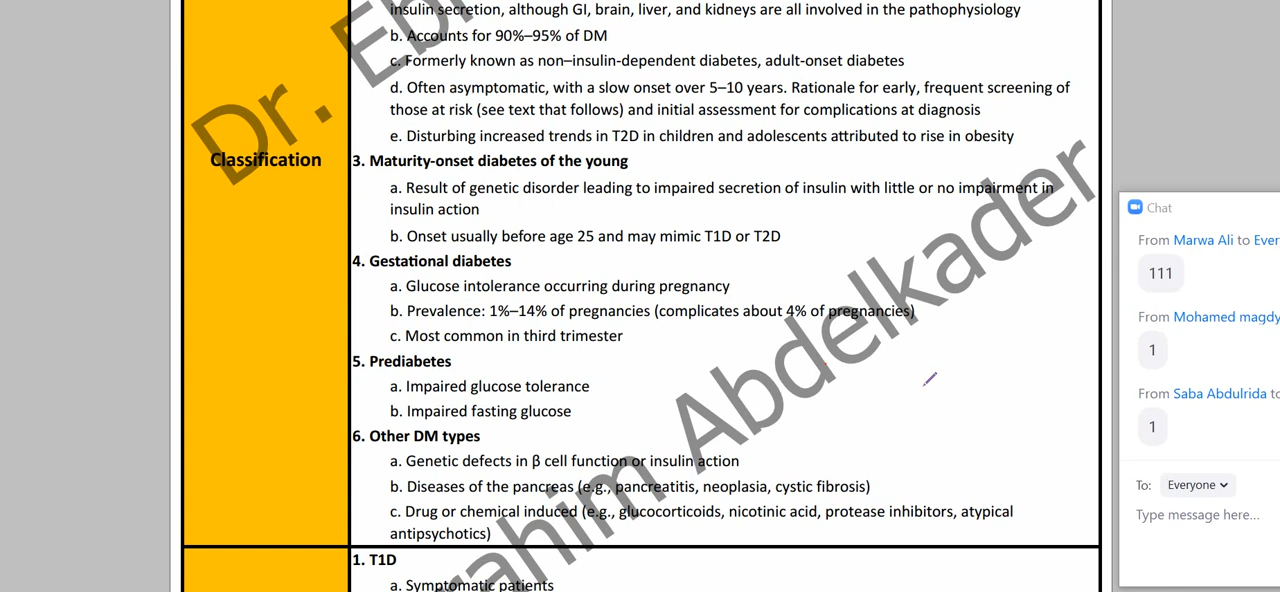 insulin secretion, although GI, brain, liver, and kidneys are all involved in the pathophysiology
b. Accounts for 90%–95% of DM
c. Formerly known as non–insulin-dependent diabetes, adult-onset diabetes
d. Often asymptomatic, with a slow onset over 5–10 years. Rationale for early, frequent screening of
those at risk (see text that follows) and initial assessment for complications at diagnosis
e. Disturbing increased trends in T2D in children and adolescents attributed to rise in obesity
Classification
3. Maturity-onset diabetes of the young
a. Result of genetic disorder leading to impaired secretion of insulin with little or no impairment in
insulin action
b. Onset usually before age 25 and may mimic T1D or T2D
4. Gestational diabetes
a. Glucose intolerance occurring during pregnancy
b. Prevalence: 1%–14% of pregnancies (complicates about 4% of pregnancies)
c. Most common in third trimester
5. Prediabetes
a. Impaired glucose tolerance
b. Impaired fasting glucose
6. Other DM types
a. Genetic defects in β cell function or insulin action
b. Diseases of the pancreas (e.g., pancreatitis, neoplasia, cystic fibrosis)
c. Drug or chemical induced (e.g., glucocorticoids, nicotinic acid, protease inhibitors, atypical
antipsychotics)
1. T1D
a. Symptomatic patients
Dr. Eb
rahim Abdelkader
Chat
From Marwa Ali to Ever
111
From Mohamed magdy
1
From Saba Abdulrida to
1
To: Everyone
Type message here...